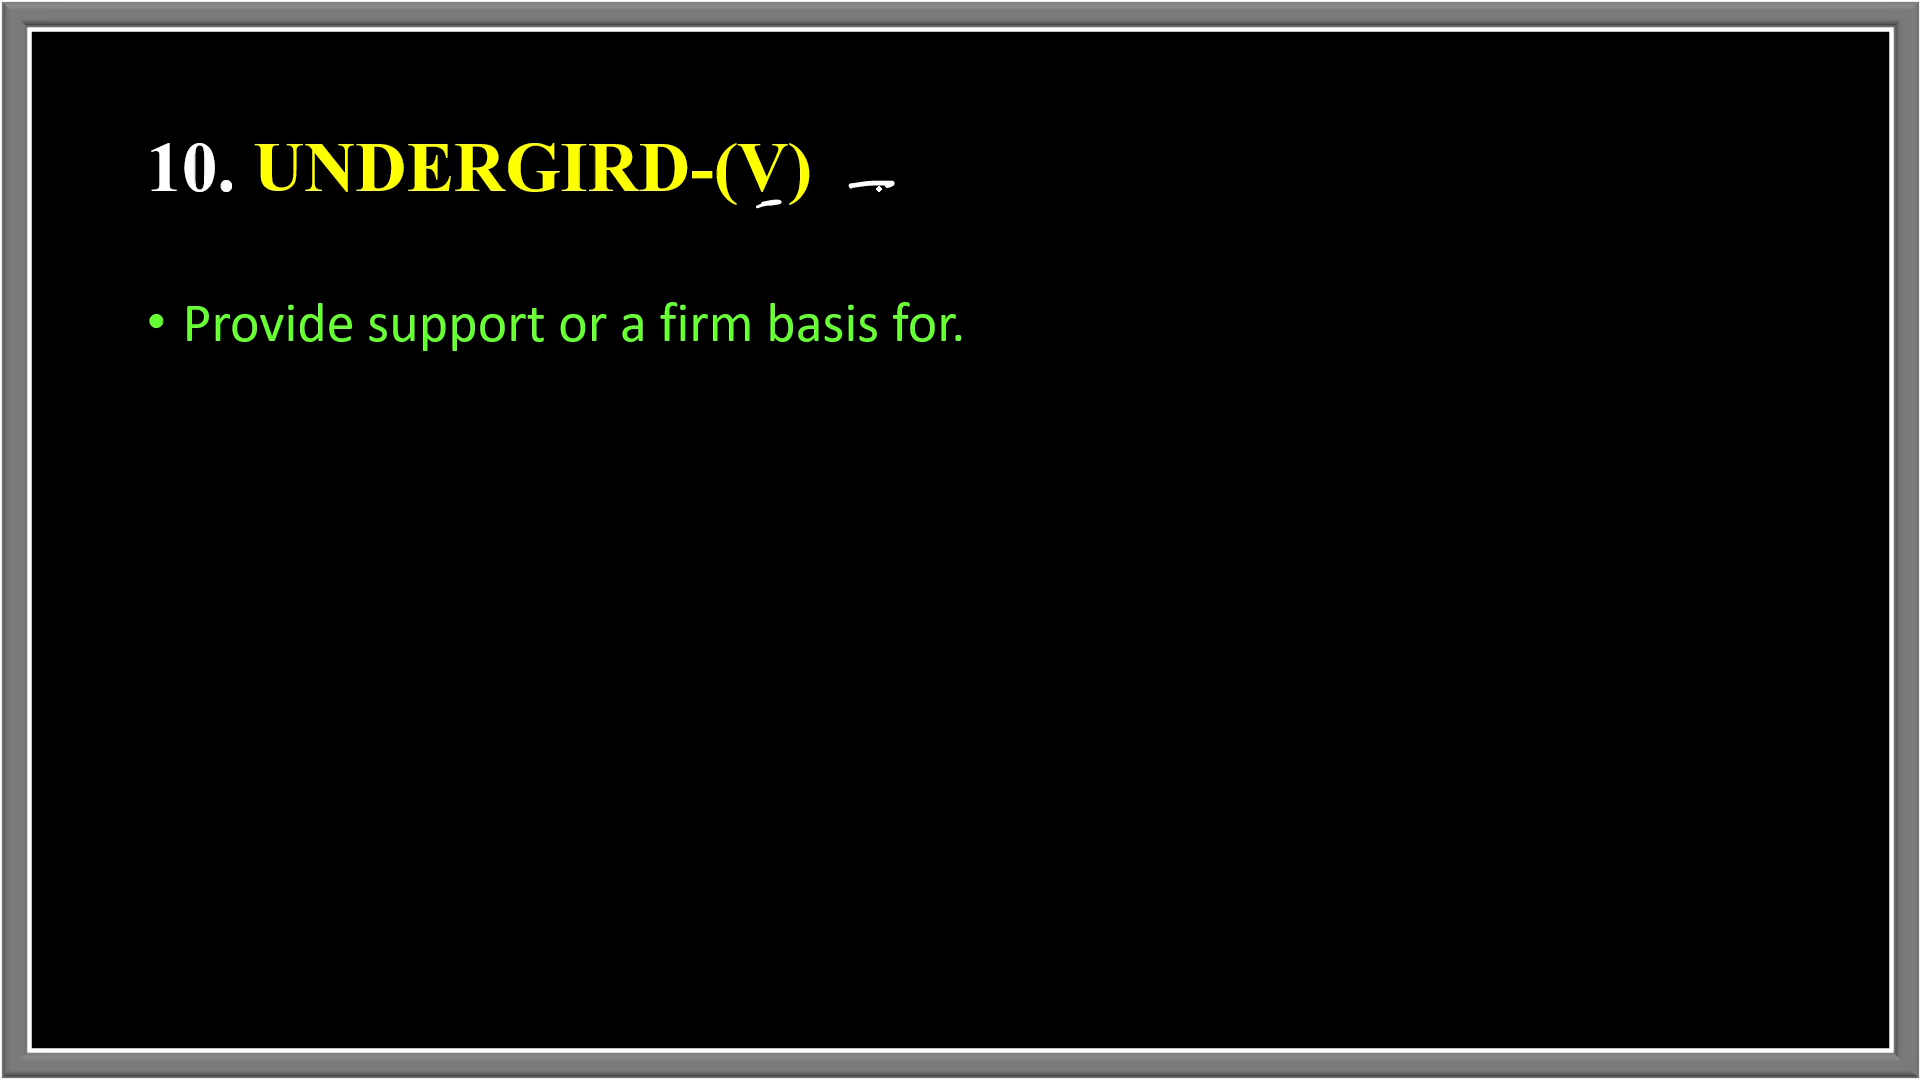 10. UNDERGIRD-(V)
• Provide support or a firm basis for.